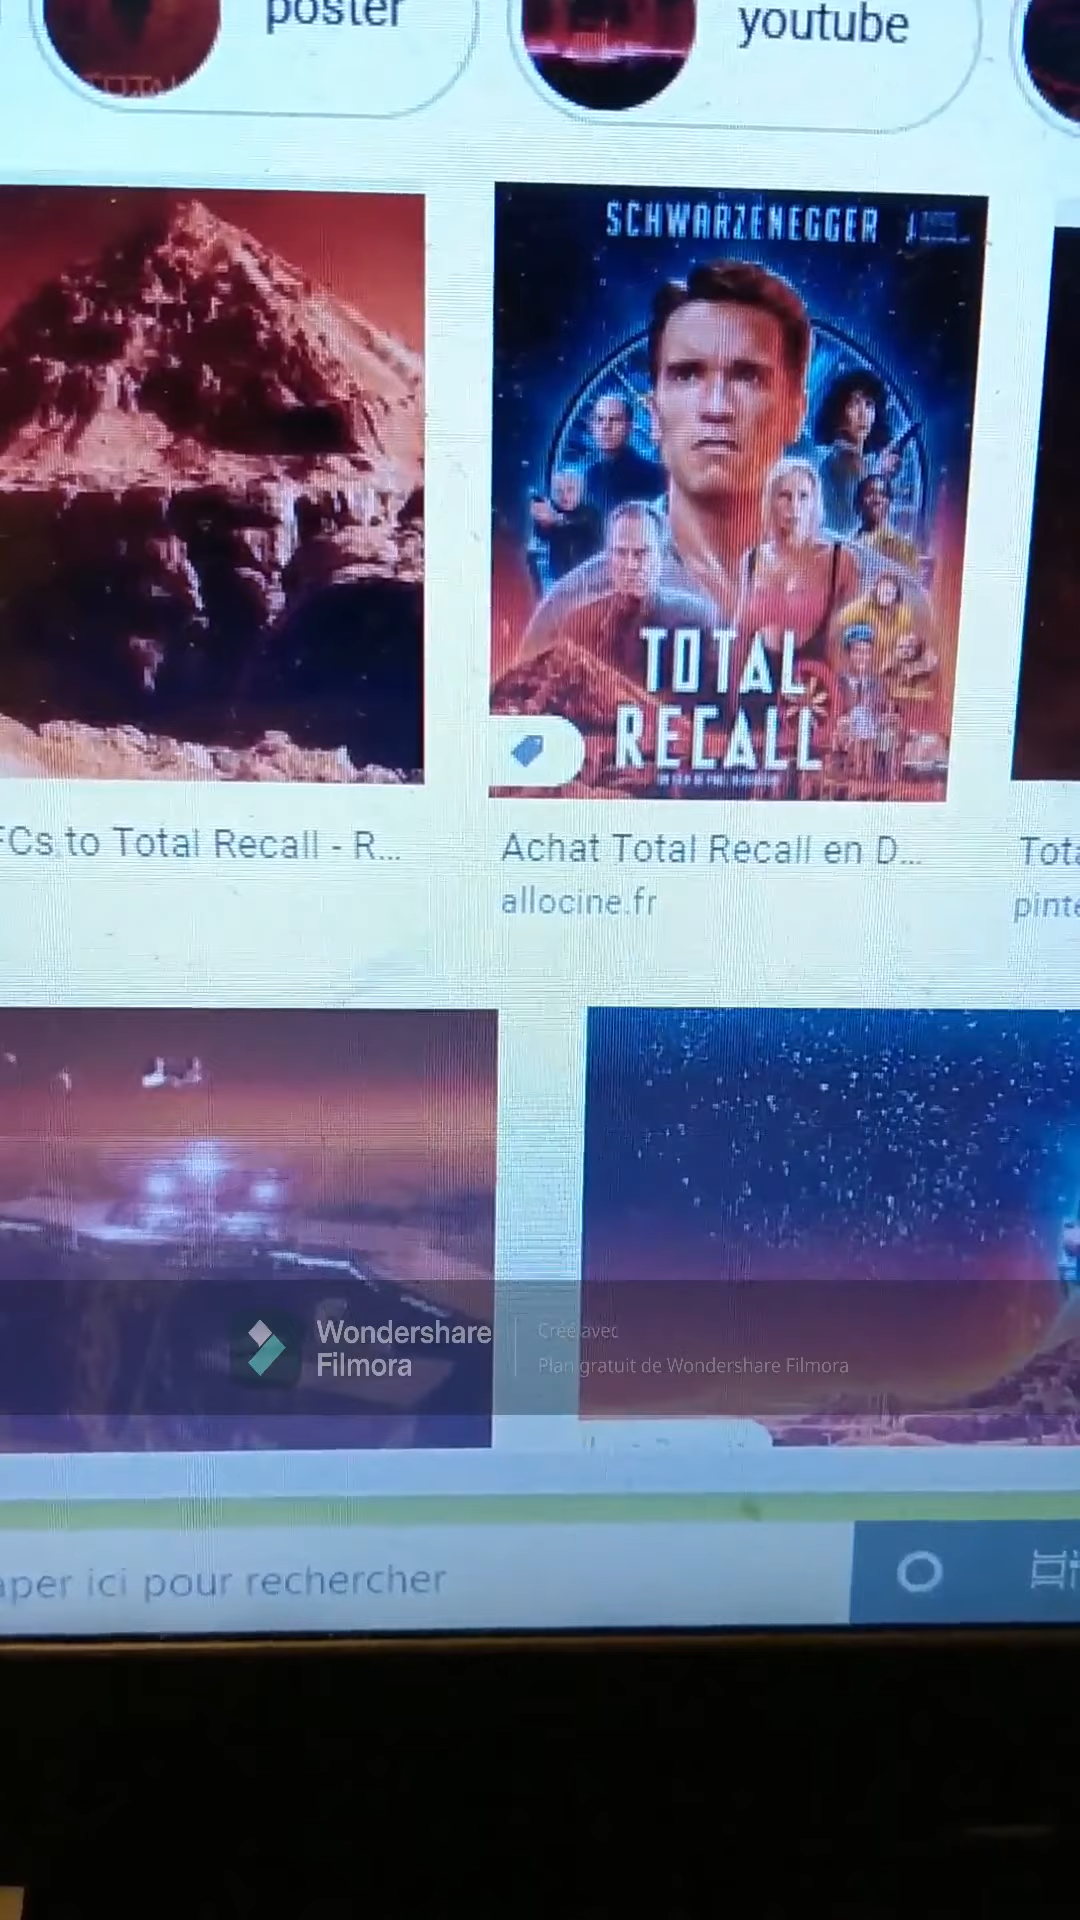 poster
youtube
SCHWARZENEGGER
TOTAL
RECALL
FCs to Total Recall - R...
Achat Total Recall en D...
Tota
allocine.fr
pinte
Wondershare
Filmora
Créé avec
Plan gratuit de Wondershare Filmora
aper ici pour rechercher